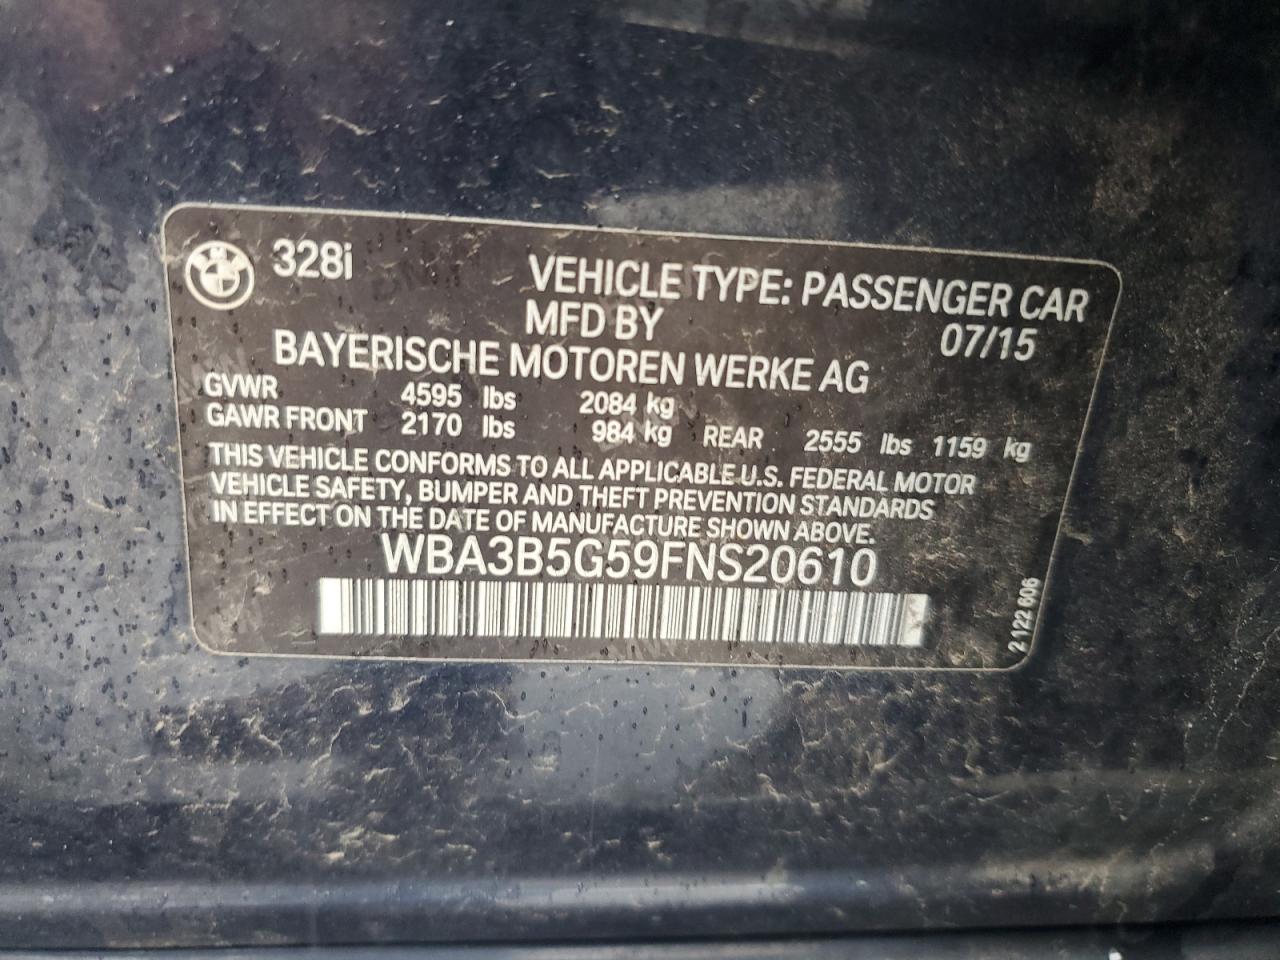 328i
VEHICLE TYPE: PASSENGER CAR
MFD BY 07/15
BAYERISCHE MOTOREN WERKE AG
GVWR 4595 lbs 2084 kg
GAWR FRONT 2170 lbs 984 kg REAR 2555 lbs 1159 kg
THIS VEHICLE CONFORMS TO ALL APPLICABLE U.S. FEDERAL MOTOR
VEHICLE SAFETY, BUMPER AND THEFT PREVENTION STANDARDS
IN EFFECT ON THE DATE OF MANUFACTURE SHOWN ABOVE.
WBA3B5G59FNS20610
2 122 606